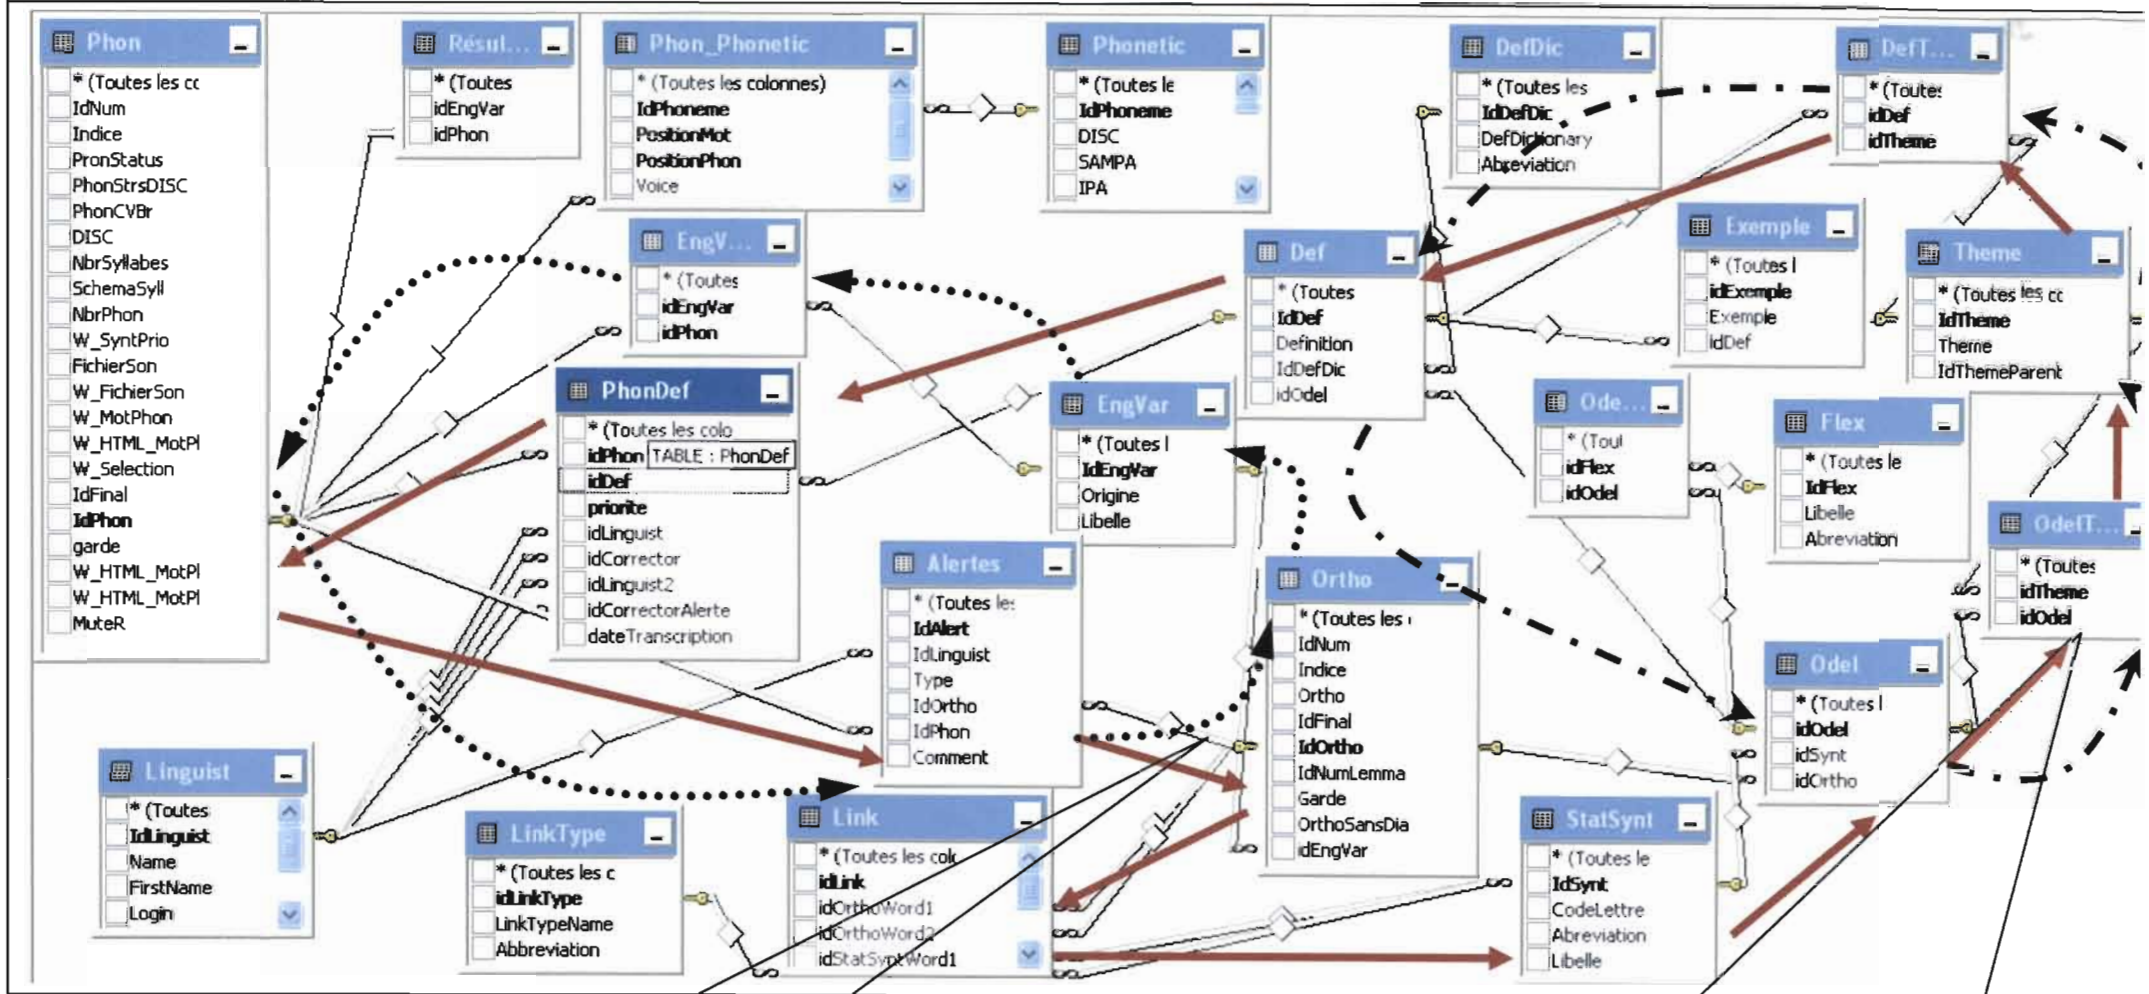 Phon
* (Toutes les cc
IdNum
Indice
PronStatus
PhonStrsDISC
PhonCVBr
DISC
NbrSyllabes
SchemaSyll
NbrPhon
W_SyntPrio
FichierSon
W_FichierSon
W_MotPhon
W_HTML_MotPl
W_Selection
IdFinal
IdPhon
garde
W_HTML_MotPl
W_HTML_MotPl
MuteR
Résul...
* (Toutes
idEngVar
idPhon
Phon_Phonetic
* (Toutes les colonnes)
IdPhoneme
PositionMot
PositionPhon
Voice
Phonetic
* (Toutes le
IdPhoneme
DISC
SAMPA
IPA
DefDic
* (Toutes les
IdDefDic
DefDictionary
Abreviation
DefT...
* (Toutes
idDef
idTheme
EngV...
* (Toutes
idEngVar
idPhon
Def
* (Toutes
IdDef
Definition
IdDefDic
idOdel
Exemple
* (Toutes l
idExemple
Exemple
idDef
Theme
* (Toutes les cc
IdTheme
Theme
IdThemeParent
PhonDef
* (Toutes les colo
idPhon
TABLE : PhonDef
idDef
priorite
idLinguist
idCorrector
idLinguist2
idCorrectorAlerte
dateTranscription
EngVar
* (Toutes l
IdEngVar
Origine
Libelle
Ode...
* (Toul
idFlex
idOdel
Flex
* (Toutes le
IdFlex
Libelle
Abreviation
OdelT...
* (Toutes
idTheme
idOdel
Alertes
* (Toutes les
IdAlert
IdLinguist
Type
IdOrtho
IdPhon
Comment
Ortho
* (Toutes les
IdNum
Indice
Ortho
IdFinal
IdOrtho
IdNumLemma
Garde
OrthoSansDia
idEngVar
Odel
* (Toutes l
idOdel
idSynt
idOrtho
Linguist
* (Toutes
IdLinguist
Name
FirstName
Login
LinkType
* (Toutes les c
idLinkType
LinkTypeName
Abbreviation
Link
* (Toutes les colc
idLink
idOrthoWord1
idOrthoWord2
idStatSyntWord1
StatSynt
* (Toutes le
IdSynt
CodeLettre
Abreviation
Libelle